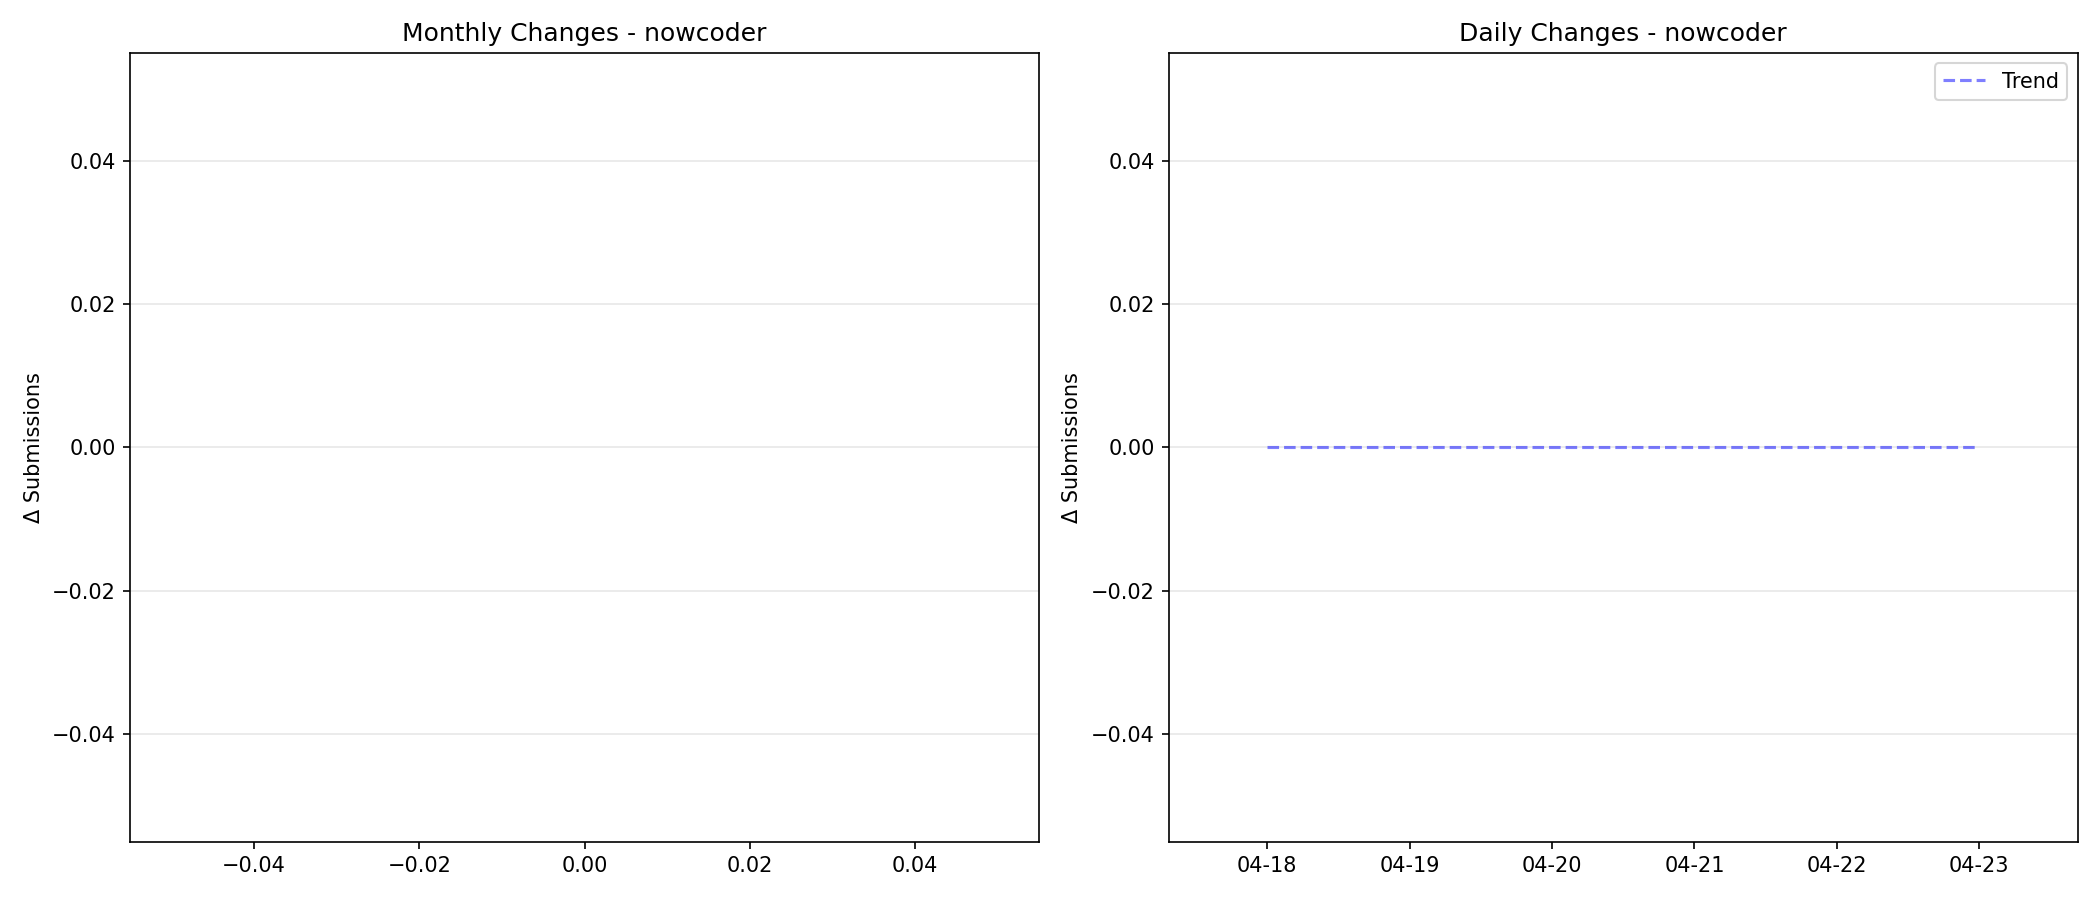 Monthly Changes - nowcoder
Δ Submissions
0.04
0.02
0.00
−0.02
−0.04
−0.04 −0.02 0.00 0.02 0.04
Daily Changes - nowcoder
Trend
Δ Submissions
0.04
0.02
0.00
−0.02
−0.04
04-18 04-19 04-20 04-21 04-22 04-23